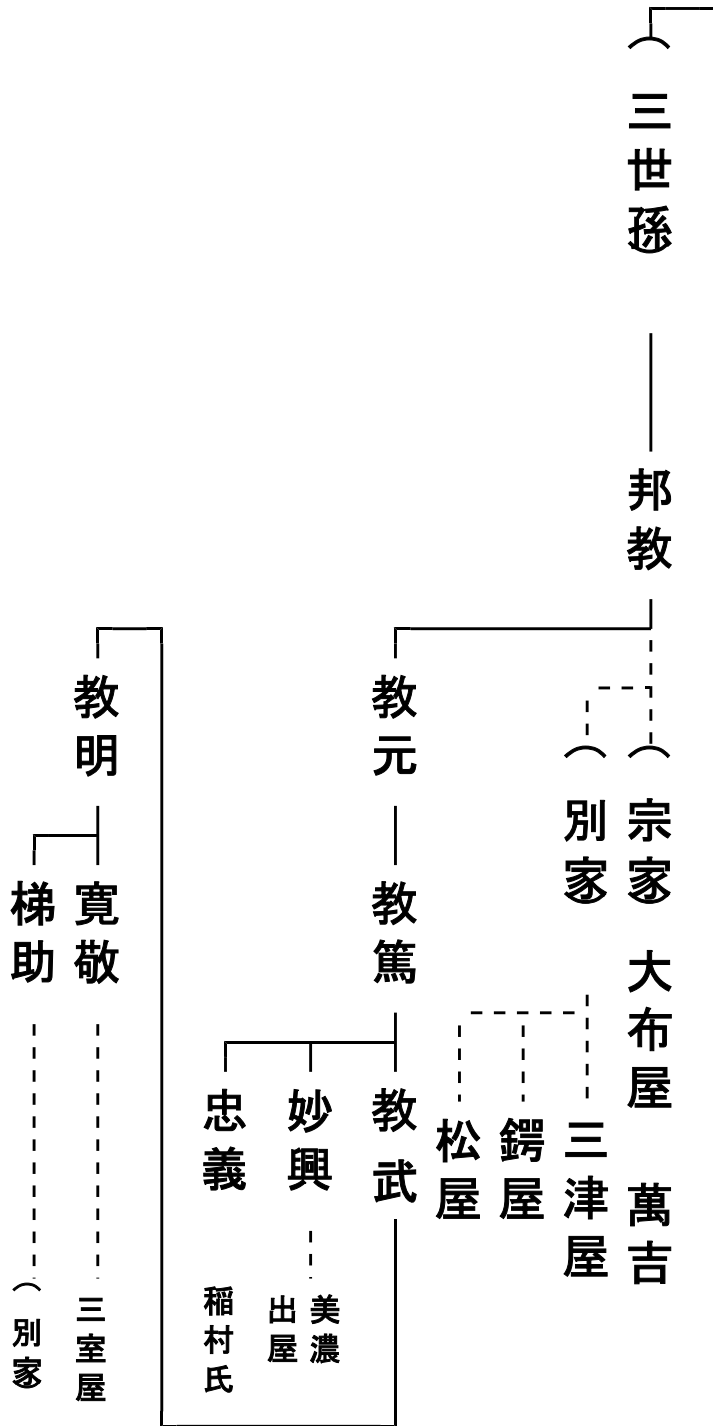 （三世孫）
邦教
（宗家）大布屋 萬吉
（別家）
三津屋
鍔屋
松屋
教元
教篤
教武
妙興
美濃
出屋
忠義
稲村氏
教明
寛敬
三室屋
梯助
（別家）